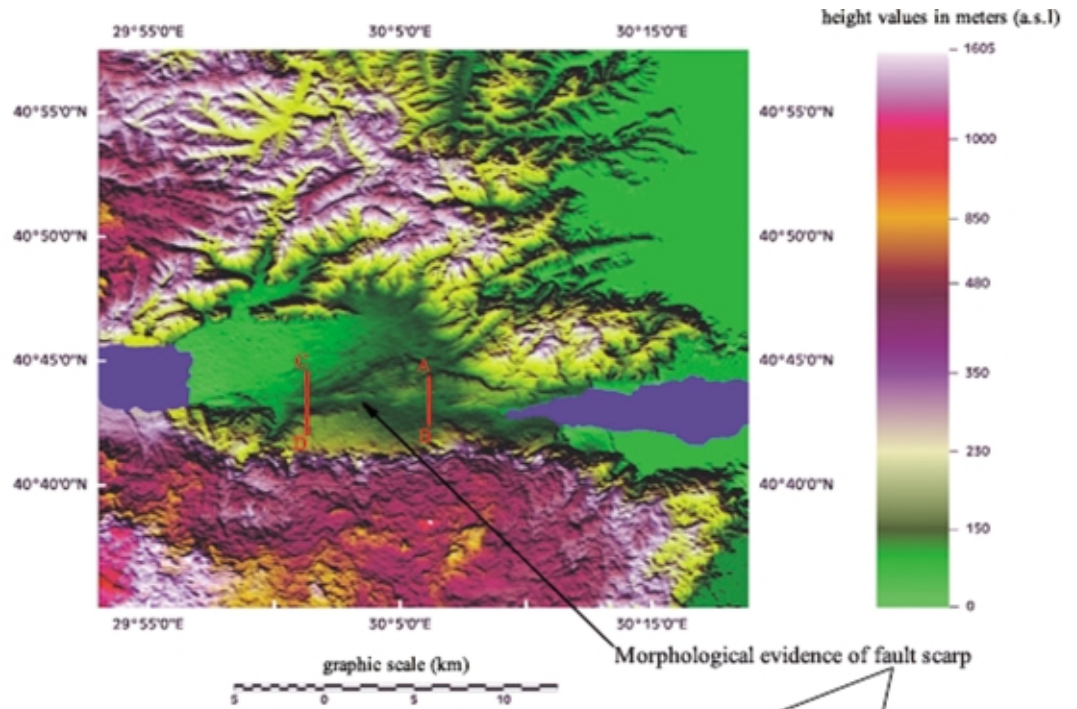 height values in meters (a.s.l)
29°55'0"E 30°5'0"E 30°15'0"E
1605
40°55'0"N 40°55'0"N
1000
850
40°50'0"N 40°50'0"N
480
40°45'0"N 40°45'0"N
C A
350
D B
230
40°40'0"N 40°40'0"N
150
0
29°55'0"E 30°5'0"E 30°15'0"E
Morphological evidence of fault scarp
graphic scale (km)
5 0 5 10